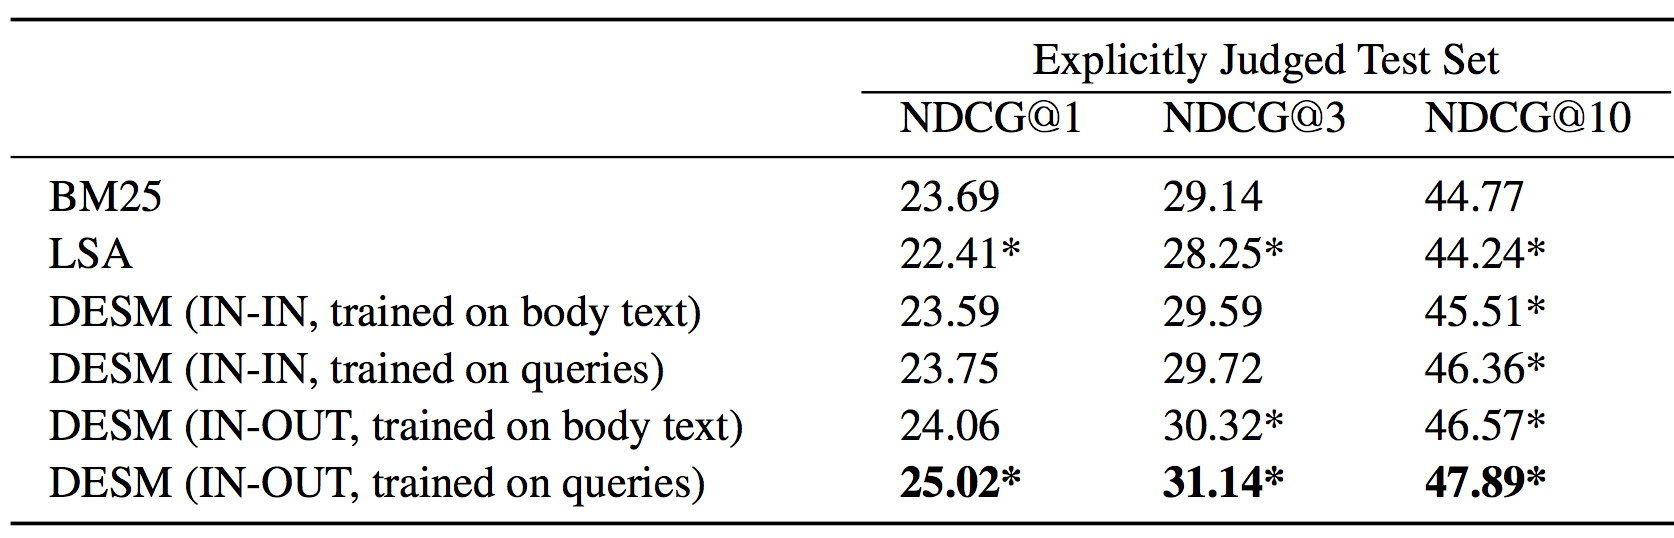 Explicitly Judged Test Set
NDCG@1 NDCG@3 NDCG@10
BM25 23.69 29.14 44.77
LSA 22.41* 28.25* 44.24*
DESM (IN-IN, trained on body text) 23.59 29.59 45.51*
DESM (IN-IN, trained on queries) 23.75 29.72 46.36*
DESM (IN-OUT, trained on body text) 24.06 30.32* 46.57*
DESM (IN-OUT, trained on queries) 25.02* 31.14* 47.89*